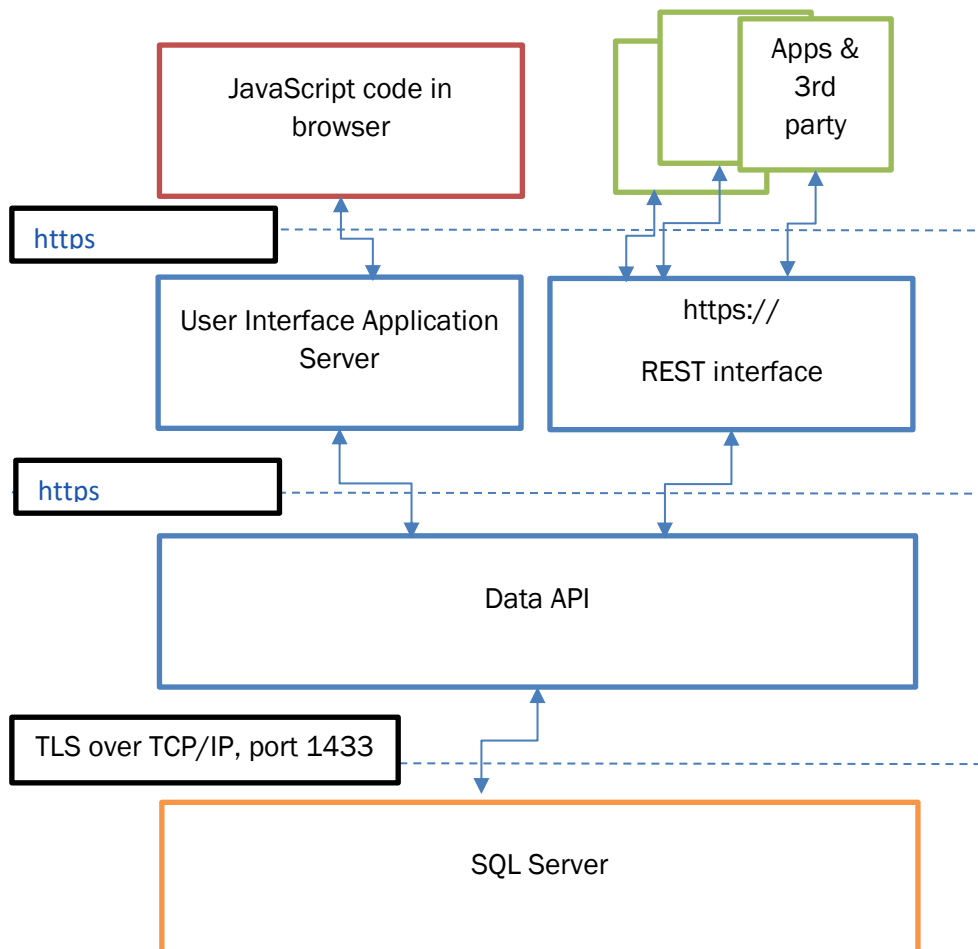 JavaScript code in
browser
Apps &
3rd
party
https
User Interface Application
Server
https://
REST interface
https
Data API
TLS over TCP/IP, port 1433
SQL Server